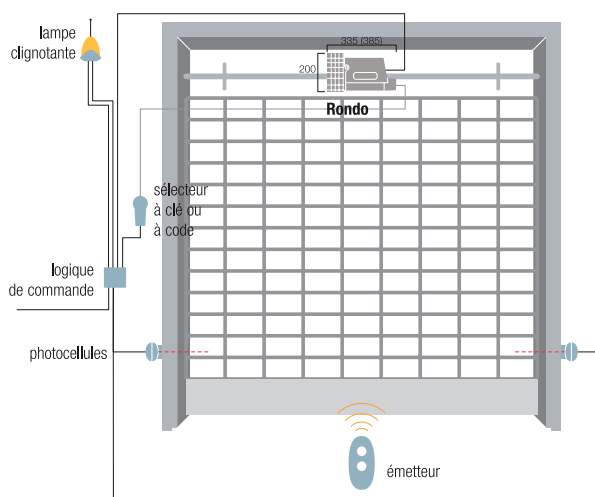 lampe
clignotante
335 (385)
200
Rondo
sélecteur
à clé ou
à code
logique
de commande
photocellules
émetteur